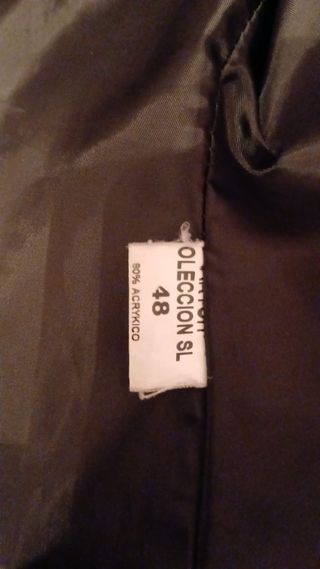 OLECCION SL
48
80% ACRYKICO